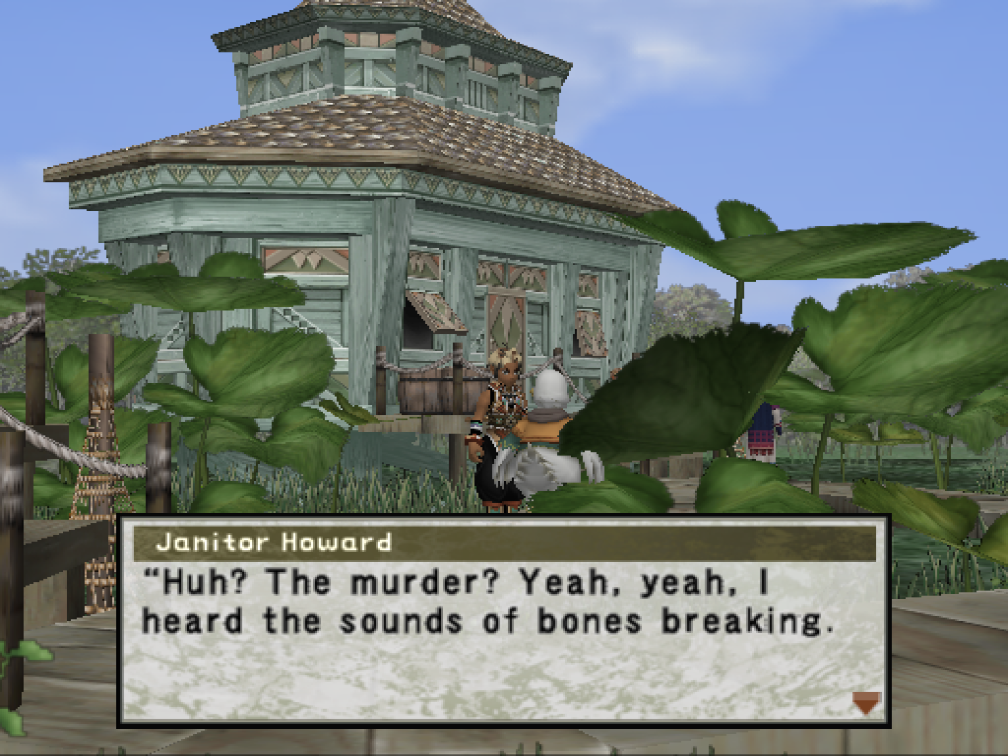 Janitor Howard
“Huh? The murder? Yeah, yeah, I
heard the sounds of bones breaking.